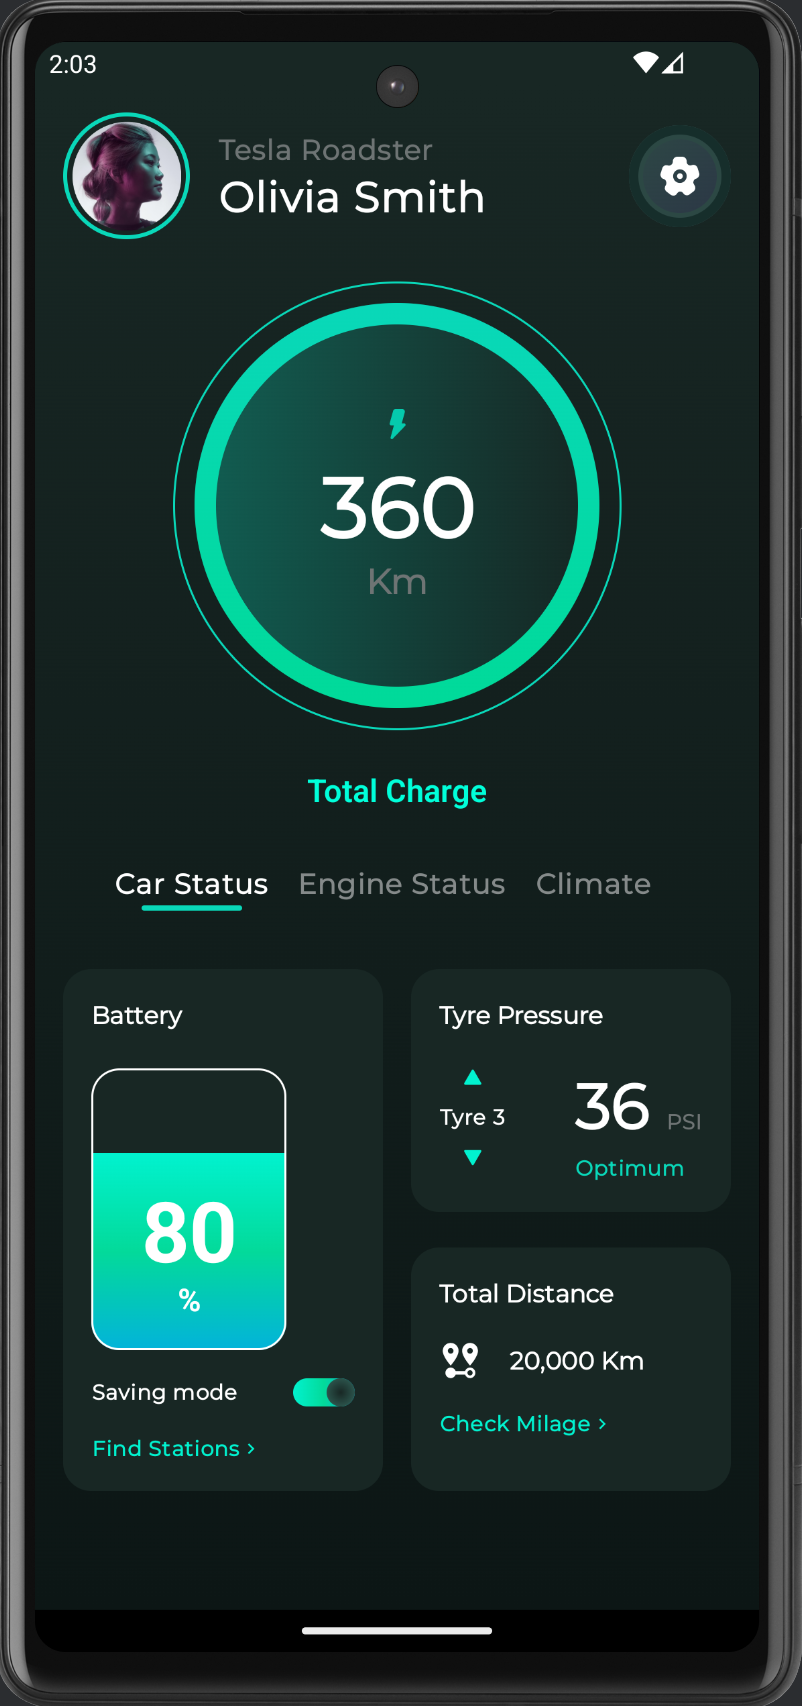 2:03
Tesla Roadster
Olivia Smith
360
Km
Total Charge
Car Status Engine Status Climate
Battery
80
%
Saving mode
Find Stations >
Tyre Pressure
Tyre 3
36 PSI
Optimum
Total Distance
20,000 Km
Check Milage >